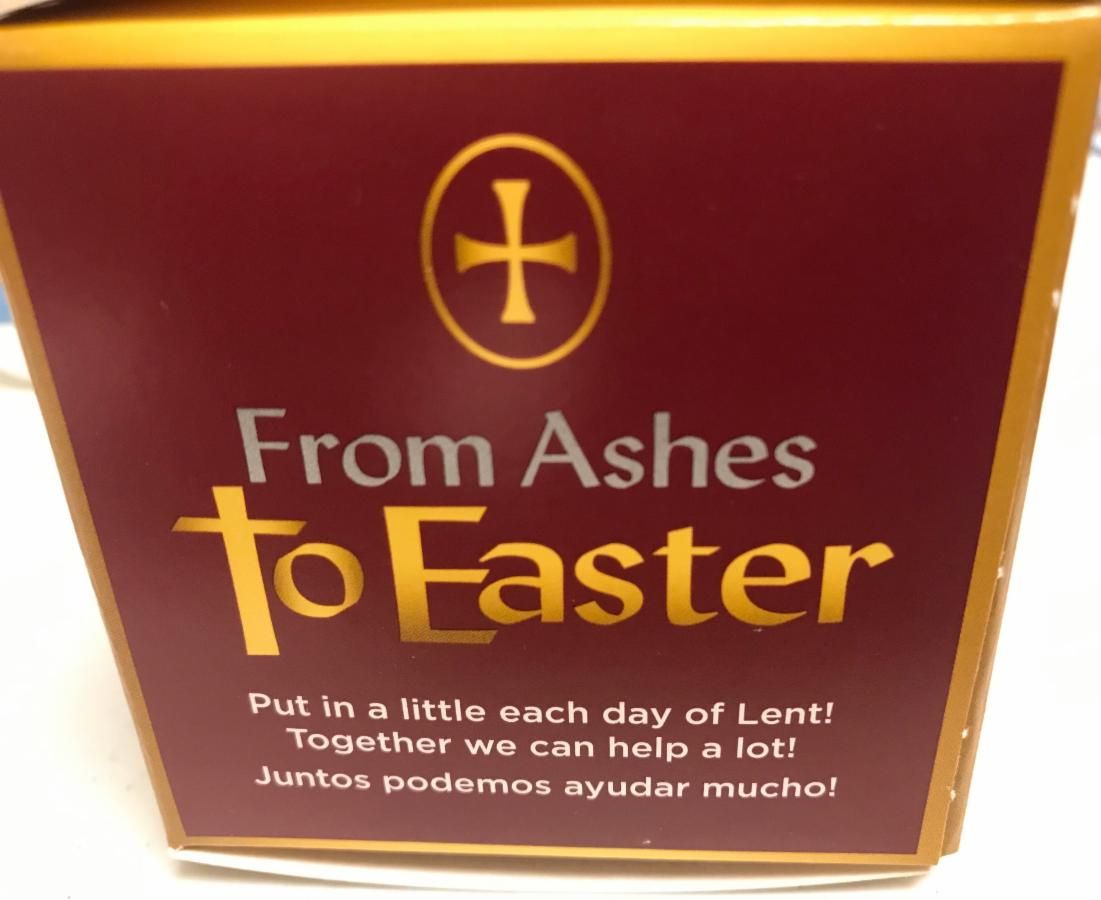 From Ashes
To Easter
Put in a little each day of Lent!
Together we can help a lot!
Juntos podemos ayudar mucho!